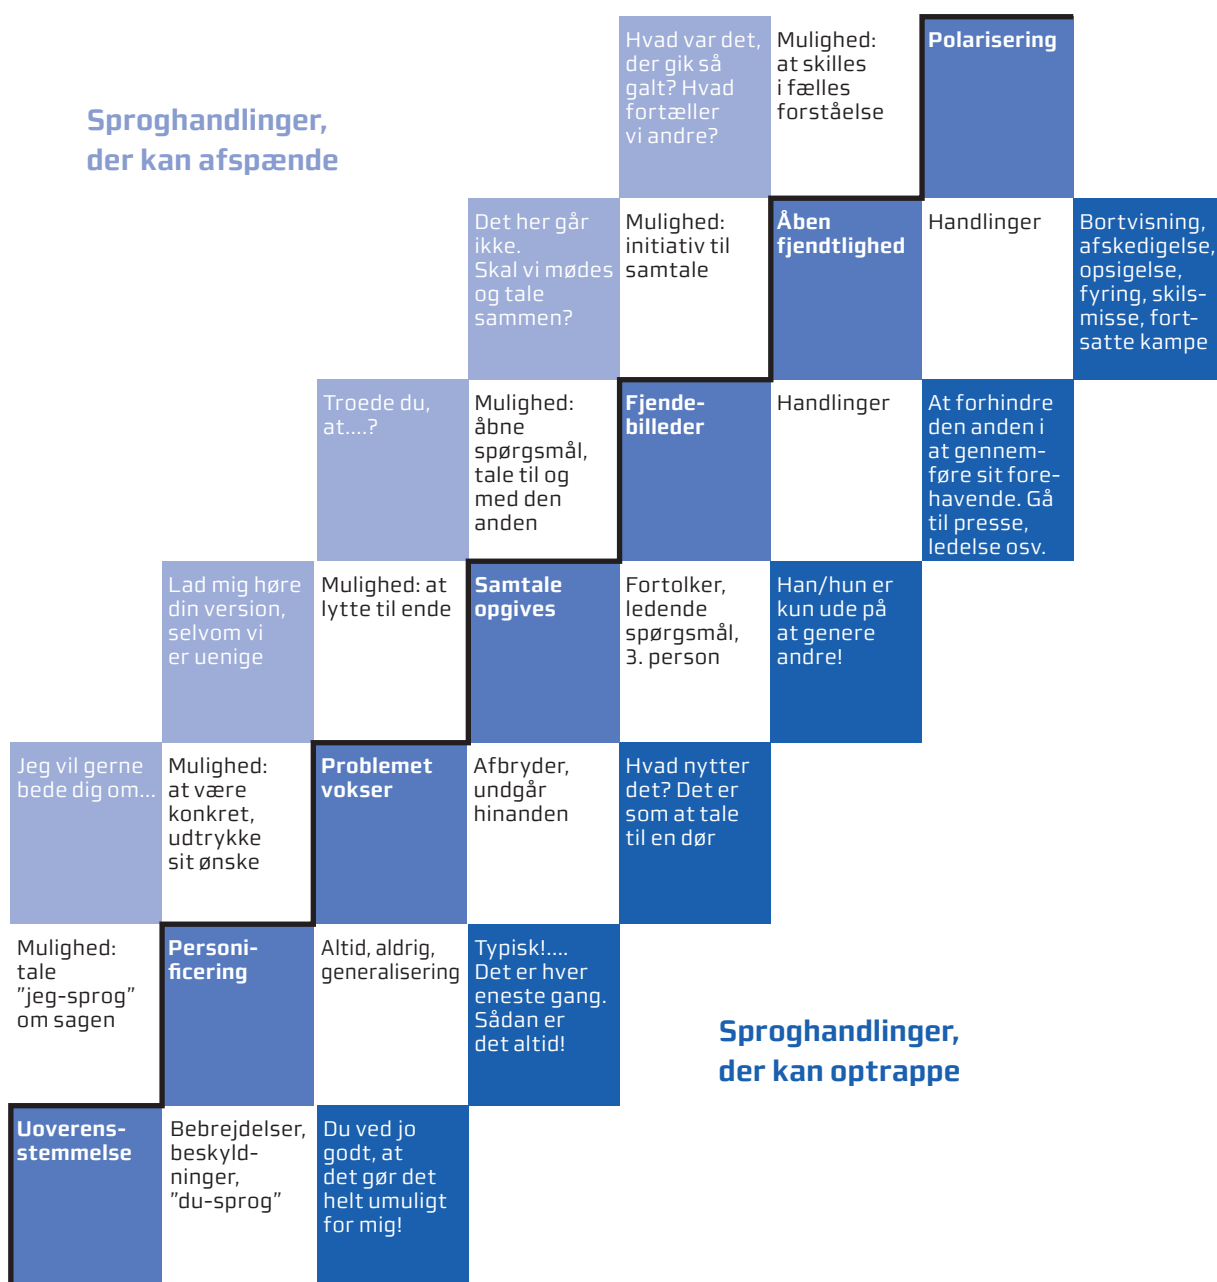 Hvad var det,
der gik så
galt? Hvad
fortæller
vi andre?
Mulighed:
at skilles
i fælles
forståelse
Polarisering
Sproghandlinger,
der kan afspænde
Det her går
ikke.
Skal vi mødes
og tale
sammen?
Mulighed:
initiativ til
samtale
Åben
fjendtlighed
Handlinger
Bortvisning,
afskedigelse,
opsigelse,
fyring, skils-
misse, fort-
satte kampe
Troede du,
at....?
Mulighed:
åbne
spørgsmål,
tale til og
med den
anden
Fjende-
billeder
Handlinger
At forhindre
den anden i
at gennem-
føre sit fore-
havende. Gå
til presse,
ledelse osv.
Lad mig høre
din version,
selvom vi
er uenige
Mulighed: at
lytte til ende
Samtale
opgives
Fortolker,
ledende
spørgsmål,
3. person
Han/hun er
kun ude på
at genere
andre!
Jeg vil gerne
bede dig om...
Mulighed:
at være
konkret,
udtrykke
sit ønske
Problemet
vokser
Afbryder,
undgår
hinanden
Hvad nytter
det? Det er
som at tale
til en dør
Mulighed:
tale
”jeg-sprog”
om sagen
Personi-
ficering
Altid, aldrig,
generalisering
Typisk!....
Det er hver
eneste gang.
Sådan er
det altid!
Sproghandlinger,
der kan optrappe
Uoverens-
stemmelse
Bebrejdelser,
beskyld-
ninger,
”du-sprog”
Du ved jo
godt, at
det gør det
helt umuligt
for mig!